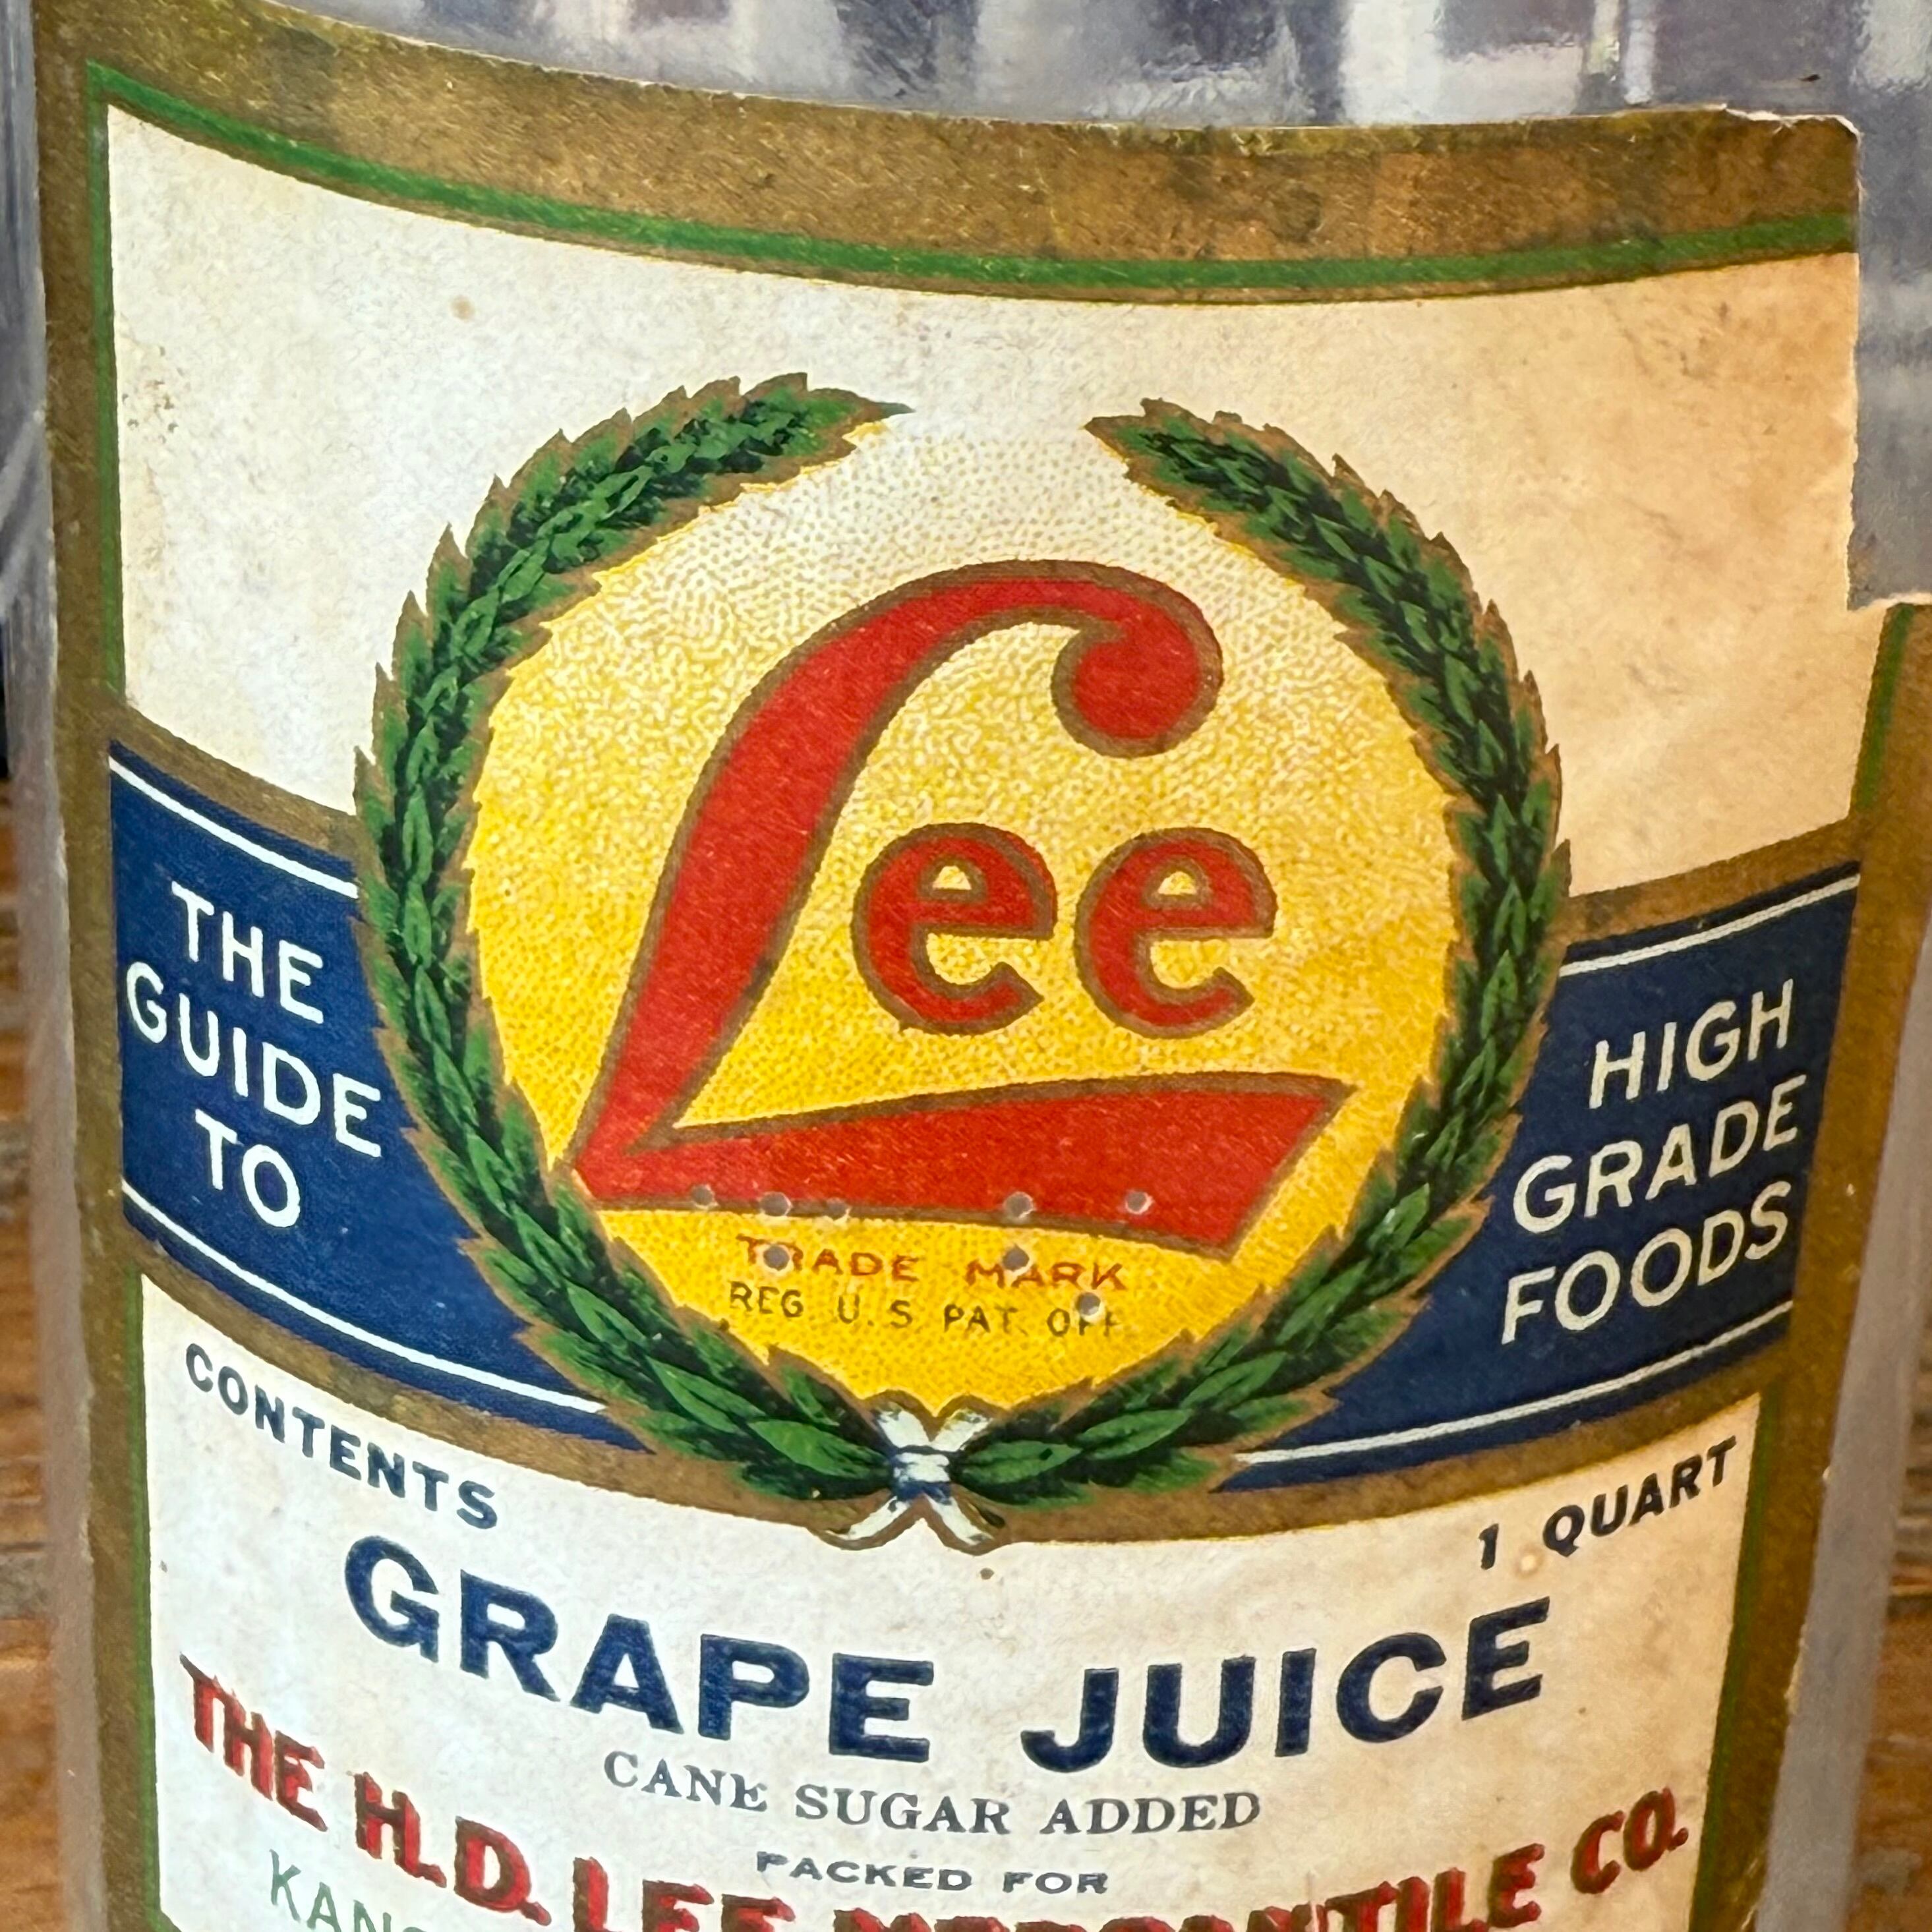 Lee
TRADE MARK
REG. U.S. PAT. OFF.
THE
GUIDE
TO
HIGH
GRADE
FOODS
CONTENTS
1 QUART
GRAPE JUICE
CANE SUGAR ADDED
PACKED FOR
THE H.D. LEE MERCANTILE CO.